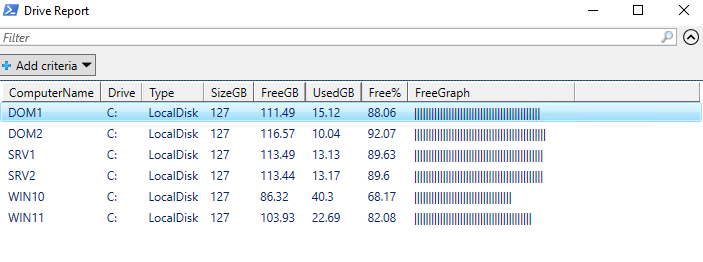 Drive Report
Filter
Add criteria
ComputerName Drive Type SizeGB FreeGB UsedGB Free% FreeGraph
DOM1 C: LocalDisk 127 111.49 15.12 88.06 ||||||||||||||||||||||||||||||||||||||||||||
DOM2 C: LocalDisk 127 116.57 10.04 92.07 ||||||||||||||||||||||||||||||||||||||||||||||
SRV1 C: LocalDisk 127 113.49 13.13 89.63 |||||||||||||||||||||||||||||||||||||||||||||
SRV2 C: LocalDisk 127 113.44 13.17 89.6 |||||||||||||||||||||||||||||||||||||||||||||
WIN10 C: LocalDisk 127 86.32 40.3 68.17 ||||||||||||||||||||||||||||||||||
WIN11 C: LocalDisk 127 103.93 22.69 82.08 |||||||||||||||||||||||||||||||||||||||||